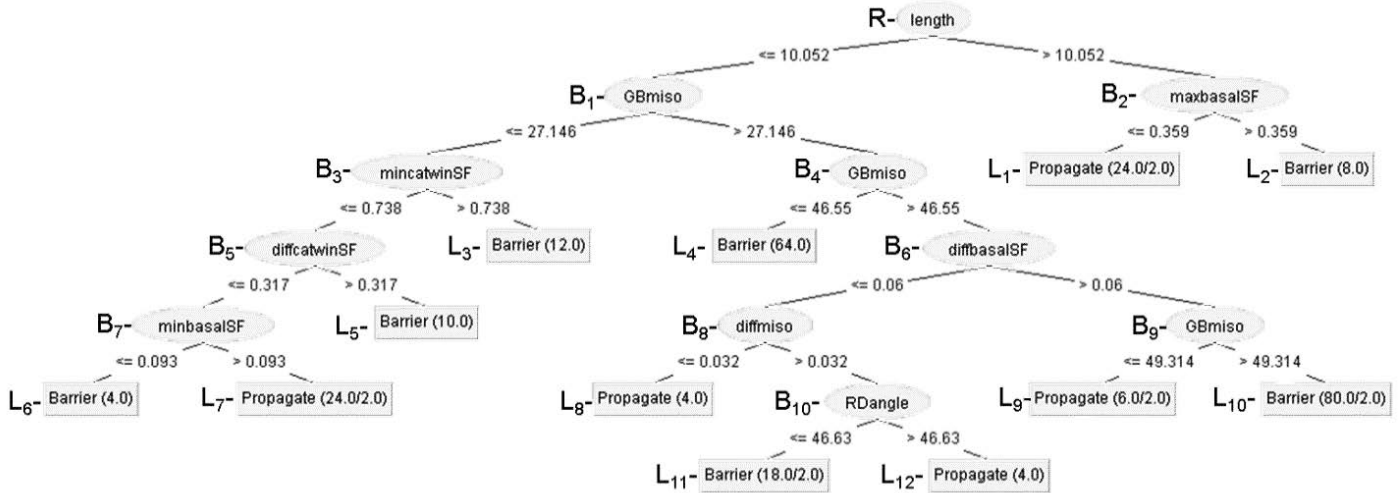 R- length
<= 10.052 > 10.052
B1- GBmiso B2- maxbasalSF
<= 27.146 > 27.146 <= 0.359 > 0.359
B3- mincatwinSF B4- GBmiso L1- Propagate (24.0/2.0) L2- Barrier (8.0)
<= 0.738 > 0.738 <= 46.55 > 46.55
B5- diffcatwinSF L3- Barrier (12.0) L4- Barrier (64.0) B6- diffbasalSF
<= 0.317 > 0.317 <= 0.06 > 0.06
B7- minbasalSF L5- Barrier (10.0) B8- diffmiso B9- GBmiso
<= 0.093 > 0.093 <= 0.032 > 0.032 <= 49.314 > 49.314
L6- Barrier (4.0) L7- Propagate (24.0/2.0) L8- Propagate (4.0) B10- RDangle L9- Propagate (6.0/2.0) L10- Barrier (80.0/2.0)
<= 46.63 > 46.63
L11- Barrier (18.0/2.0) L12- Propagate (4.0)